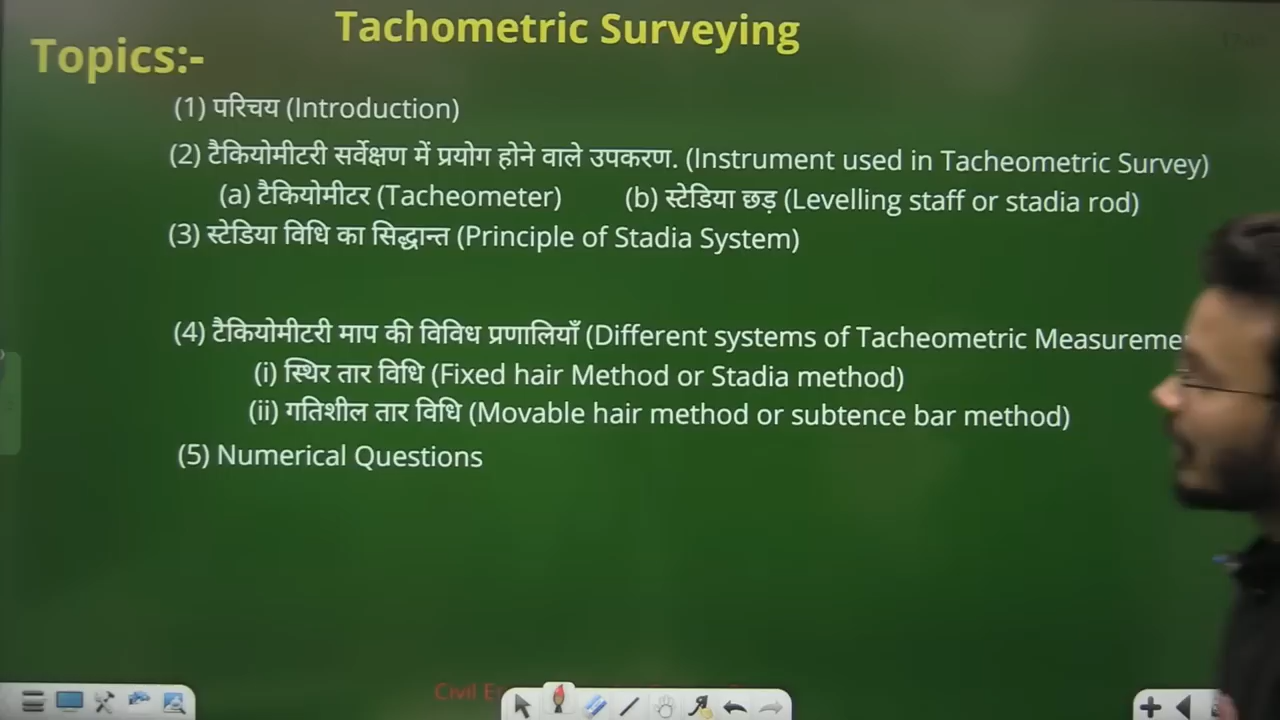 Tachometric Surveying
Topics:-
(1) परिचय (Introduction)
(2) टैकियोमीटरी सर्वेक्षण में प्रयोग होने वाले उपकरण. (Instrument used in Tacheometric Survey)
(a) टैकियोमीटर (Tacheometer) (b) स्टेडिया छड़ (Levelling staff or stadia rod)
(3) स्टेडिया विधि का सिद्धान्त (Principle of Stadia System)
(4) टैकियोमीटरी माप की विविध प्रणालियाँ (Different systems of Tacheometric
(i) स्थिर तार विधि (Fixed hair Method or Stadia method)
(ii) गतिशील तार विधि (Movable hair method or subtence bar method)
(5) Numerical Questions
Civil